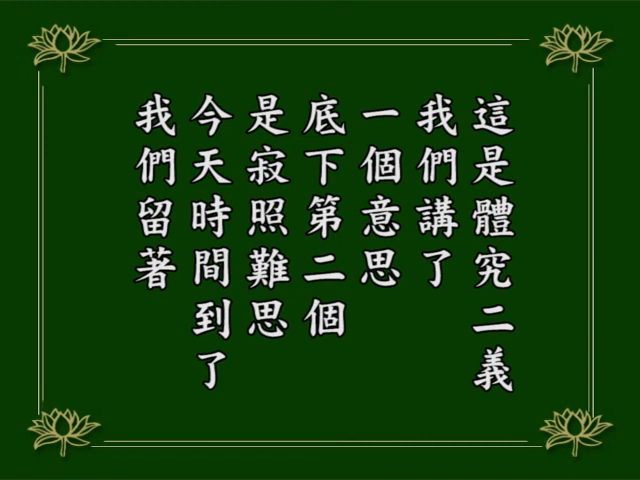 這是體究二義
我們講了
一個意思
底下第二個
是寂照難思
今天時間到了
我們留著